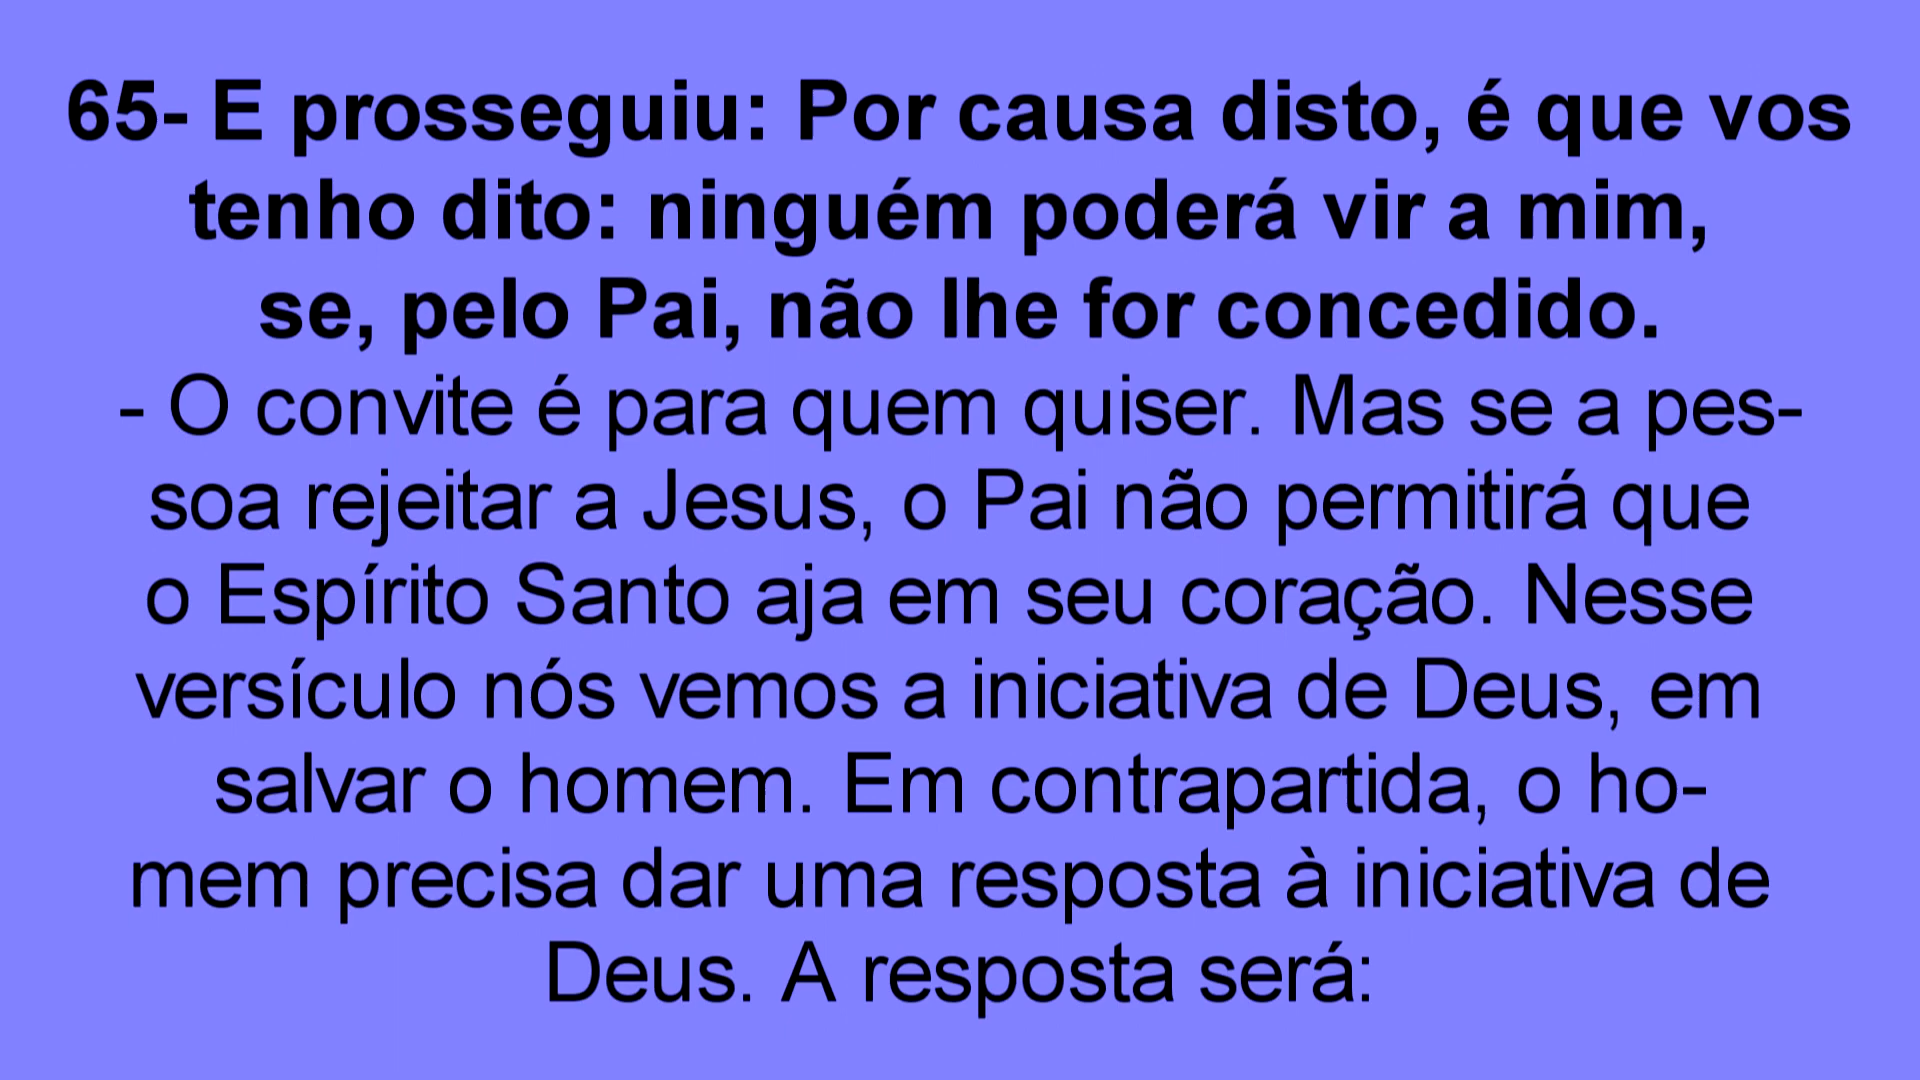 65- E prosseguiu: Por causa disto, é que vos
tenho dito: ninguém poderá vir a mim,
se, pelo Pai, não lhe for concedido.
- O convite é para quem quiser. Mas se a pes-
soa rejeitar a Jesus, o Pai não permitirá que
o Espírito Santo aja em seu coração. Nesse
versículo nós vemos a iniciativa de Deus, em
salvar o homem. Em contrapartida, o ho-
mem precisa dar uma resposta à iniciativa de
Deus. A resposta será: